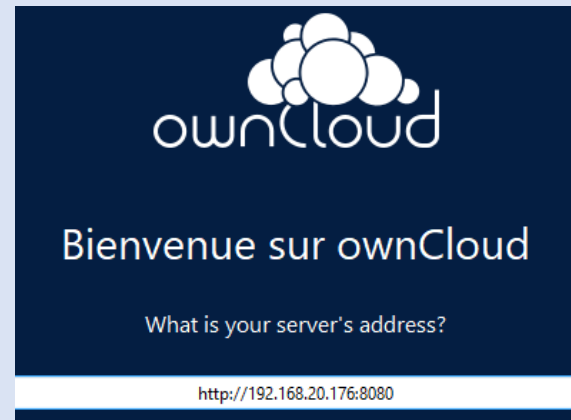 ownCloud
Bienvenue sur ownCloud
What is your server's address?
http://192.168.20.176:8080